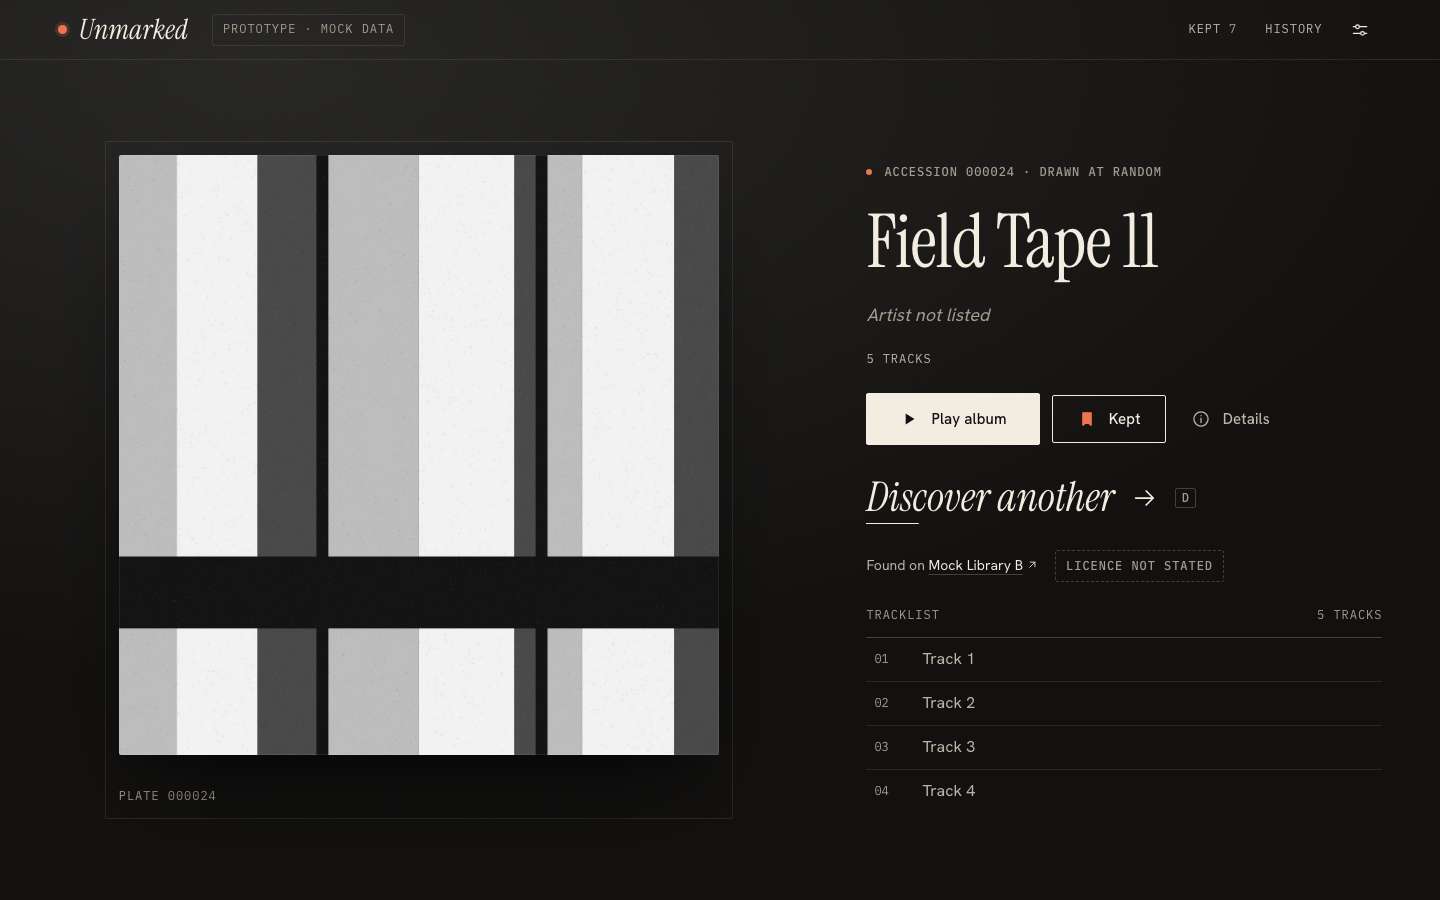 Unmarked
PROTOTYPE · MOCK DATA
KEPT 7
HISTORY
PLATE 000024
ACCESSION 000024 · DRAWN AT RANDOM
Field Tape 11
Artist not listed
5 TRACKS
Play album
Kept
Details
Discover another → D
Found on Mock Library B ↗
LICENCE NOT STATED
TRACKLIST
5 TRACKS
01 Track 1
02 Track 2
03 Track 3
04 Track 4